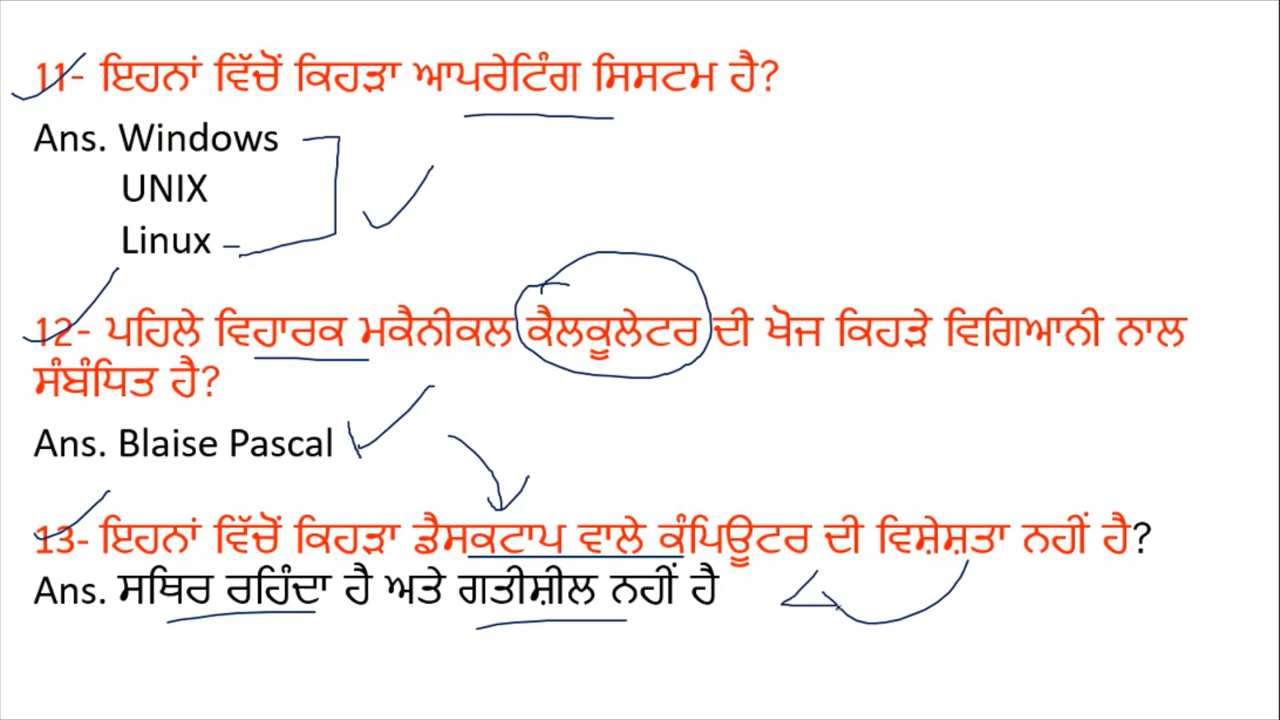 11- ਇਹਨਾਂ ਵਿੱਚੋਂ ਕਿਹੜਾ ਆਪਰੇਟਿੰਗ ਸਿਸਟਮ ਹੈ?
Ans. Windows
UNIX
Linux
12- ਪਹਿਲੇ ਵਿਹਾਰਕ ਮਕੈਨੀਕਲ ਕੈਲਕੂਲੇਟਰ ਦੀ ਖੋਜ ਕਿਹੜੇ ਵਿਗਿਆਨੀ ਨਾਲ
ਸੰਬੰਧਿਤ ਹੈ?
Ans. Blaise Pascal
13- ਇਹਨਾਂ ਵਿੱਚੋਂ ਕਿਹੜਾ ਡੈਸਕਟਾਪ ਵਾਲੇ ਕੰਪਿਊਟਰ ਦੀ ਵਿਸ਼ੇਸ਼ਤਾ ਨਹੀਂ ਹੈ?
Ans. ਸਥਿਰ ਰਹਿੰਦਾ ਹੈ ਅਤੇ ਗਤੀਸ਼ੀਲ ਨਹੀਂ ਹੈ